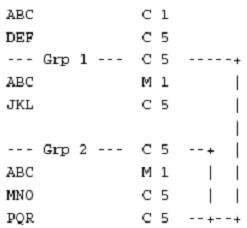 ABC C 1
DEF C 5
--- Grp 1 --- C 5 -----+
ABC M 1 |
JKL C 5 |
|
--- Grp 2 --- C 5 --+ |
ABC M 1 | |
MNO C 5 | |
PQR C 5 --+--+